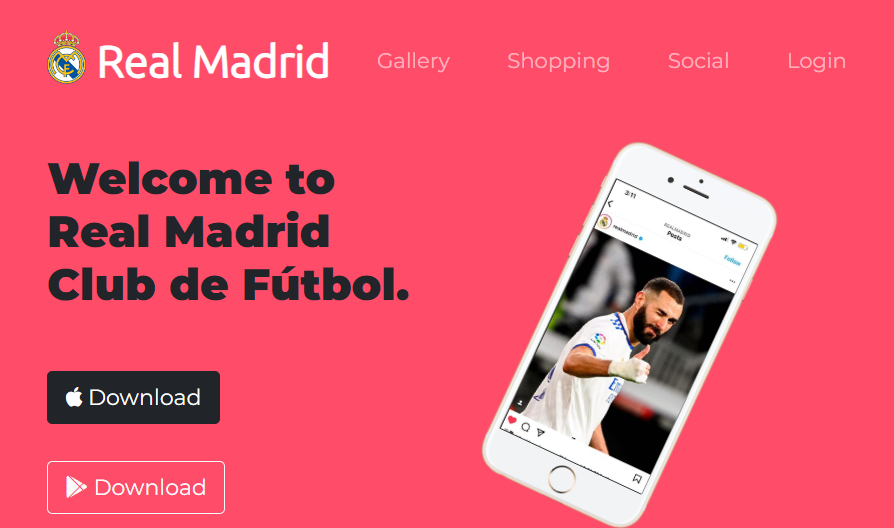 Real Madrid
Gallery
Shopping
Social
Login
Welcome to
Real Madrid
Club de Fútbol.
Download
Download
3:11
REALMADRID
Posts
realmadrid
Follow